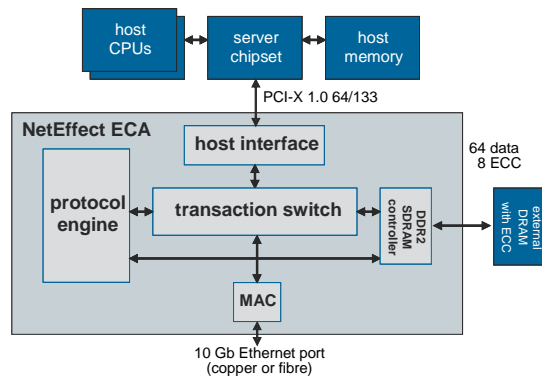 host
CPUs
server
chipset
host
memory
PCI-X 1.0 64/133
NetEffect ECA
host interface
64 data
8 ECC
protocol
engine
transaction switch
DDR2
SDRAM
controller
external
DRAM
with ECC
MAC
10 Gb Ethernet port
(copper or fibre)